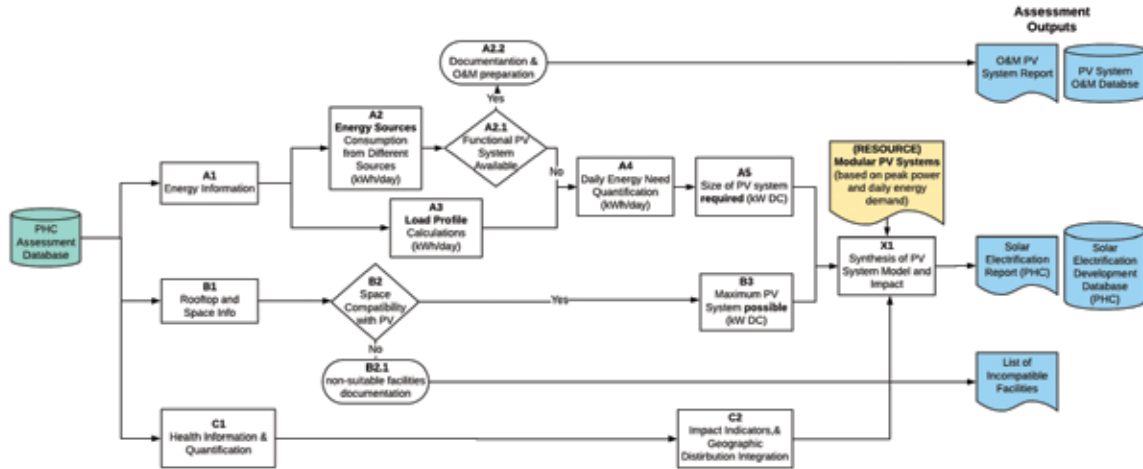 Assessment
Outputs
A2.2
Documentantion &
O&M preparation
O&M PV
System Report
PV System
O&M Databse
Yes
A2
Energy Sources
Consumption
from Different
Sources
(kWh/day)
A2.1
Functional PV
System
Available
No
A1
Energy Information
A3
Load Profile
Calculations
(kWh/day)
A4
Daily Energy Need
Quantification
(kWh/day)
A5
Size of PV system
required (kW DC)
(RESOURCE)
Modular PV Systems
(based on peak power
and daily energy
demand)
PHC
Assessment
Database
X1
Synthesis of PV
System Model and
Impact
Solar
Electrification
Report (PHC)
Solar
Electrification
Development
Database
(PHC)
B1
Rooftop and
Space Info
B2
Space
Compatibility
with PV
Yes
B3
Maximum PV
System possible
(kW DC)
No
B2.1
non-suitable facilities
documentation
List of
Incompatible
Facilities
C1
Health Information &
Quantification
C2
Impact Indicators,&
Geographic
Distirbution Integration